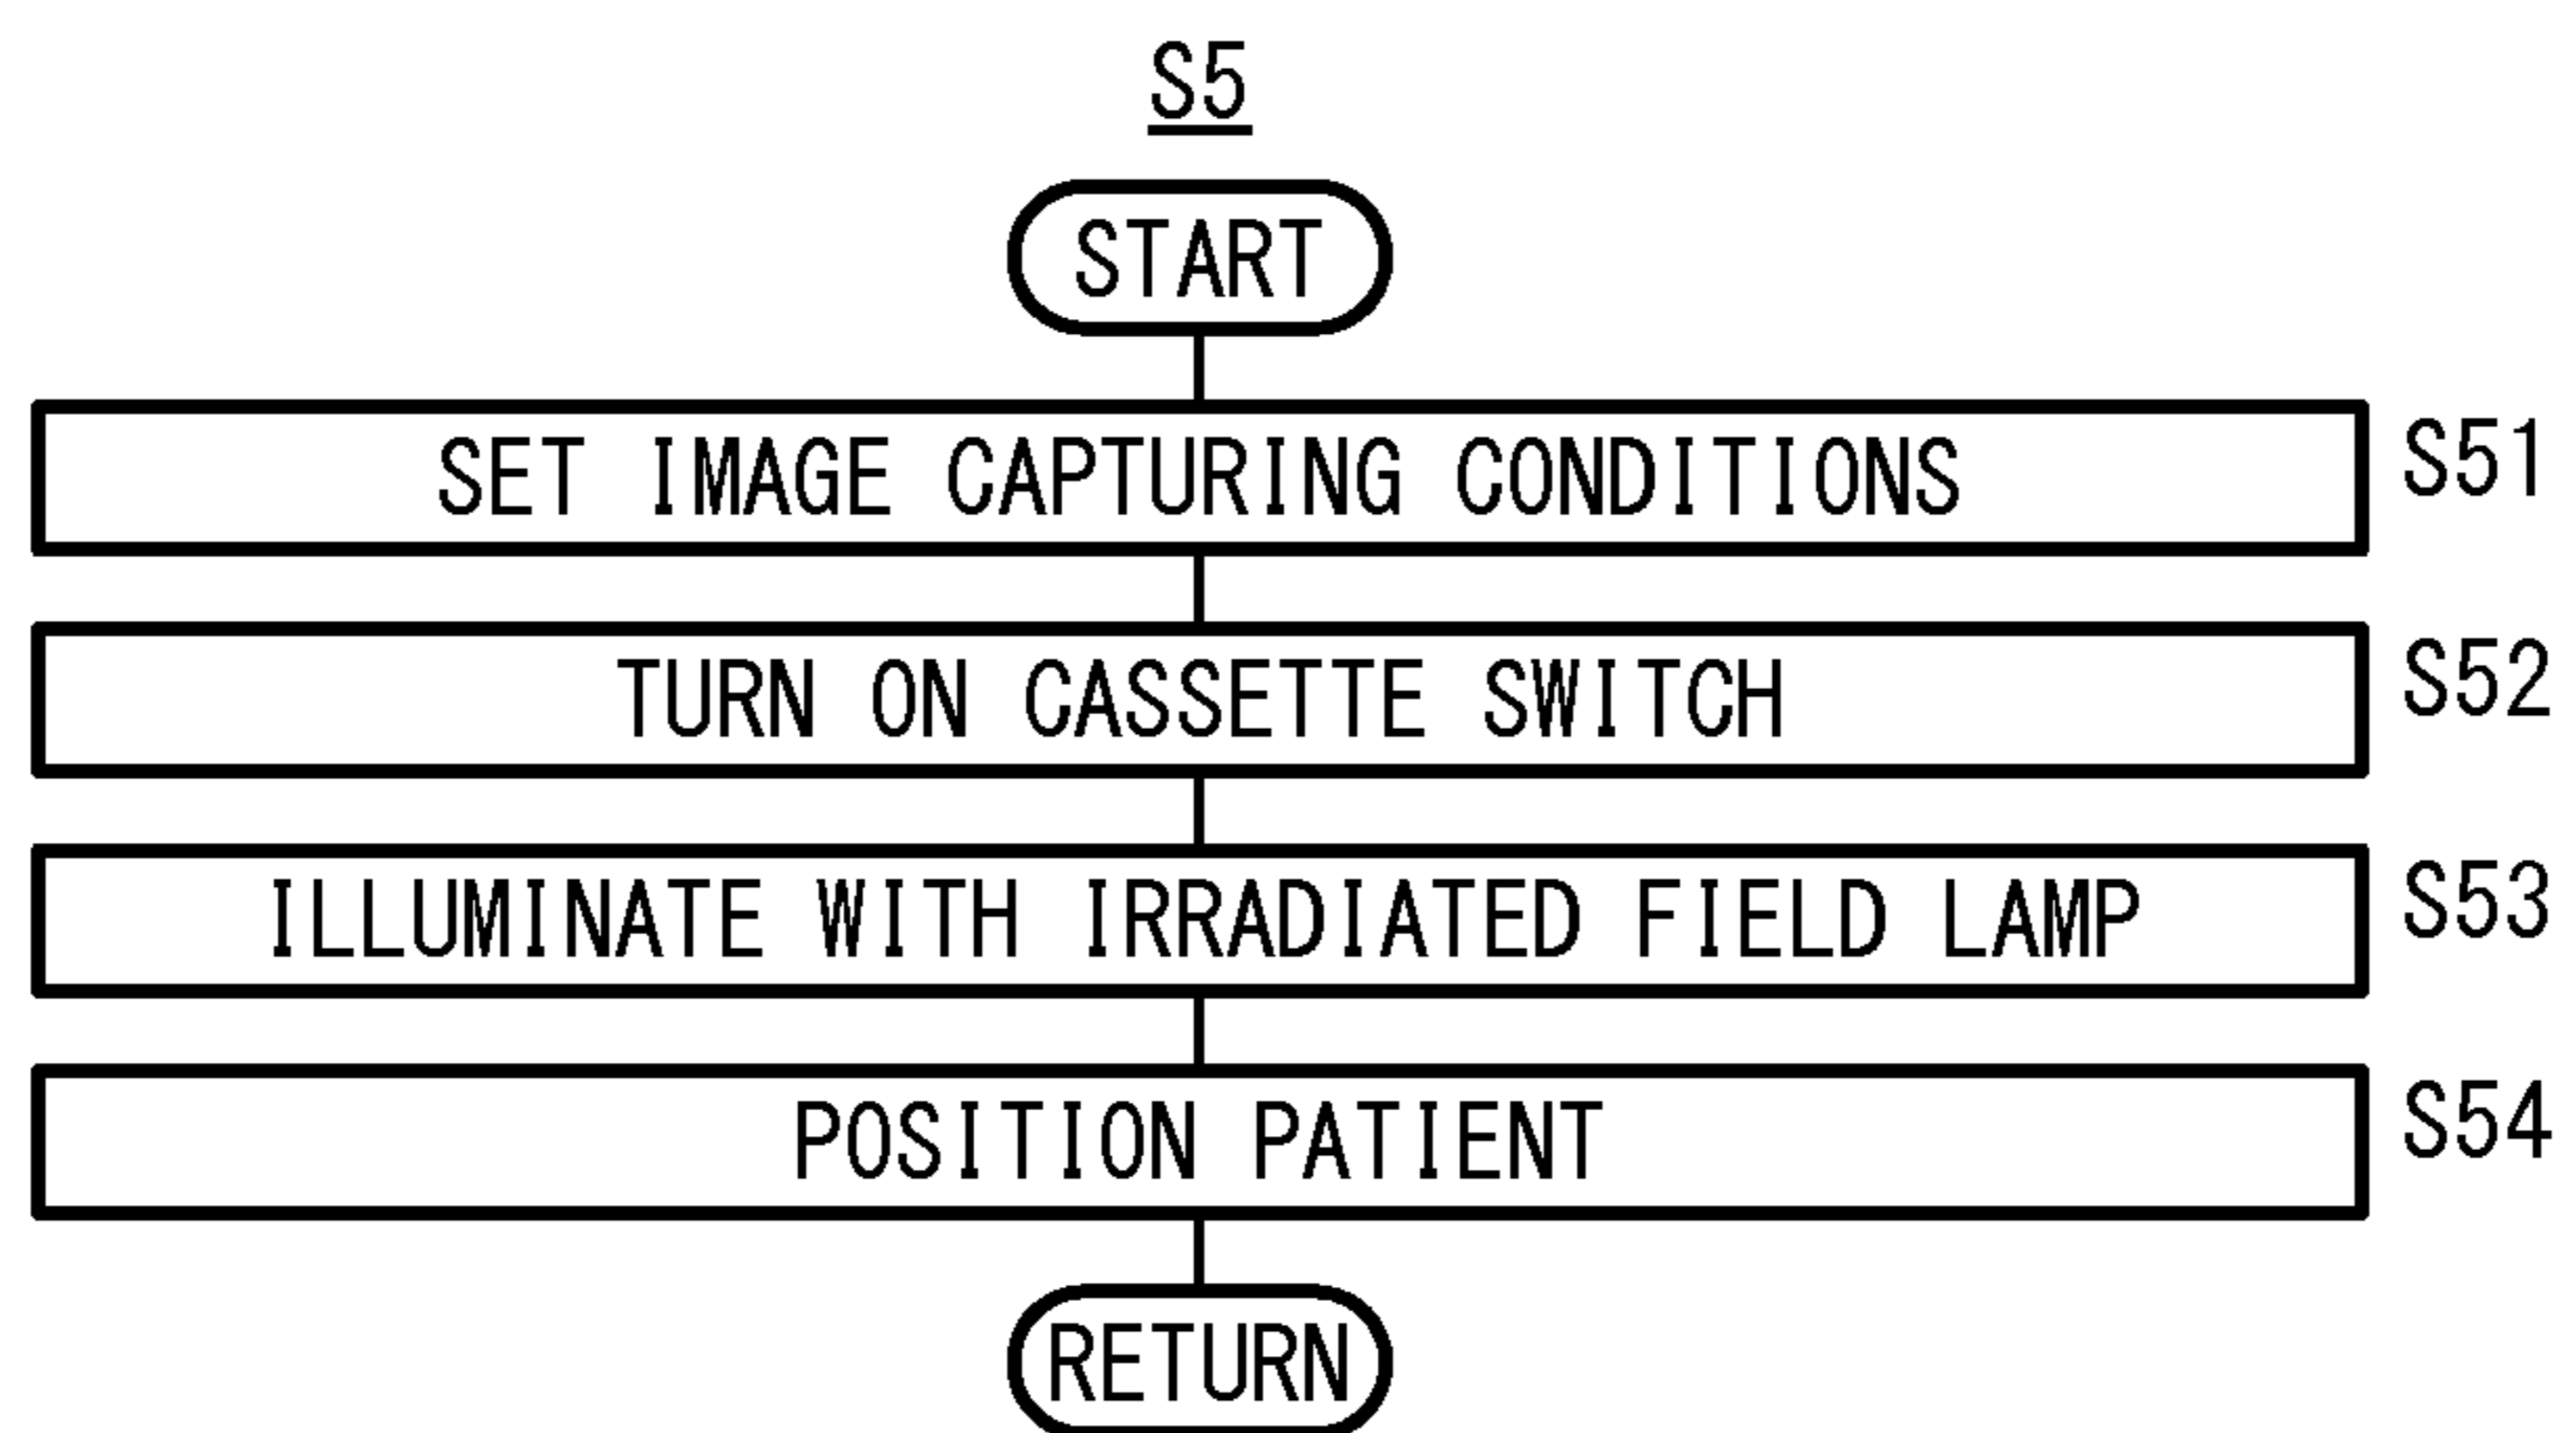 S5
START
SET IMAGE CAPTURING CONDITIONS S51
TURN ON CASSETTE SWITCH S52
ILLUMINATE WITH IRRADIATED FIELD LAMP S53
POSITION PATIENT S54
RETURN